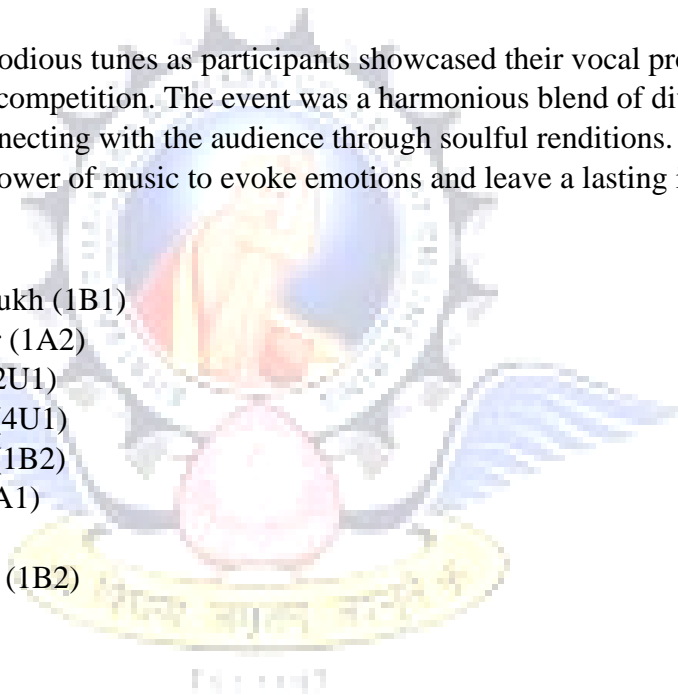 odious tunes as participants showcased their vocal pro
competition. The event was a harmonious blend of di
necting with the audience through soulful renditions.
ower of music to evoke emotions and leave a lasting
ukh (1B1)
(1A2)
2U1)
4U1)
(1B2)
A1)
(1B2)